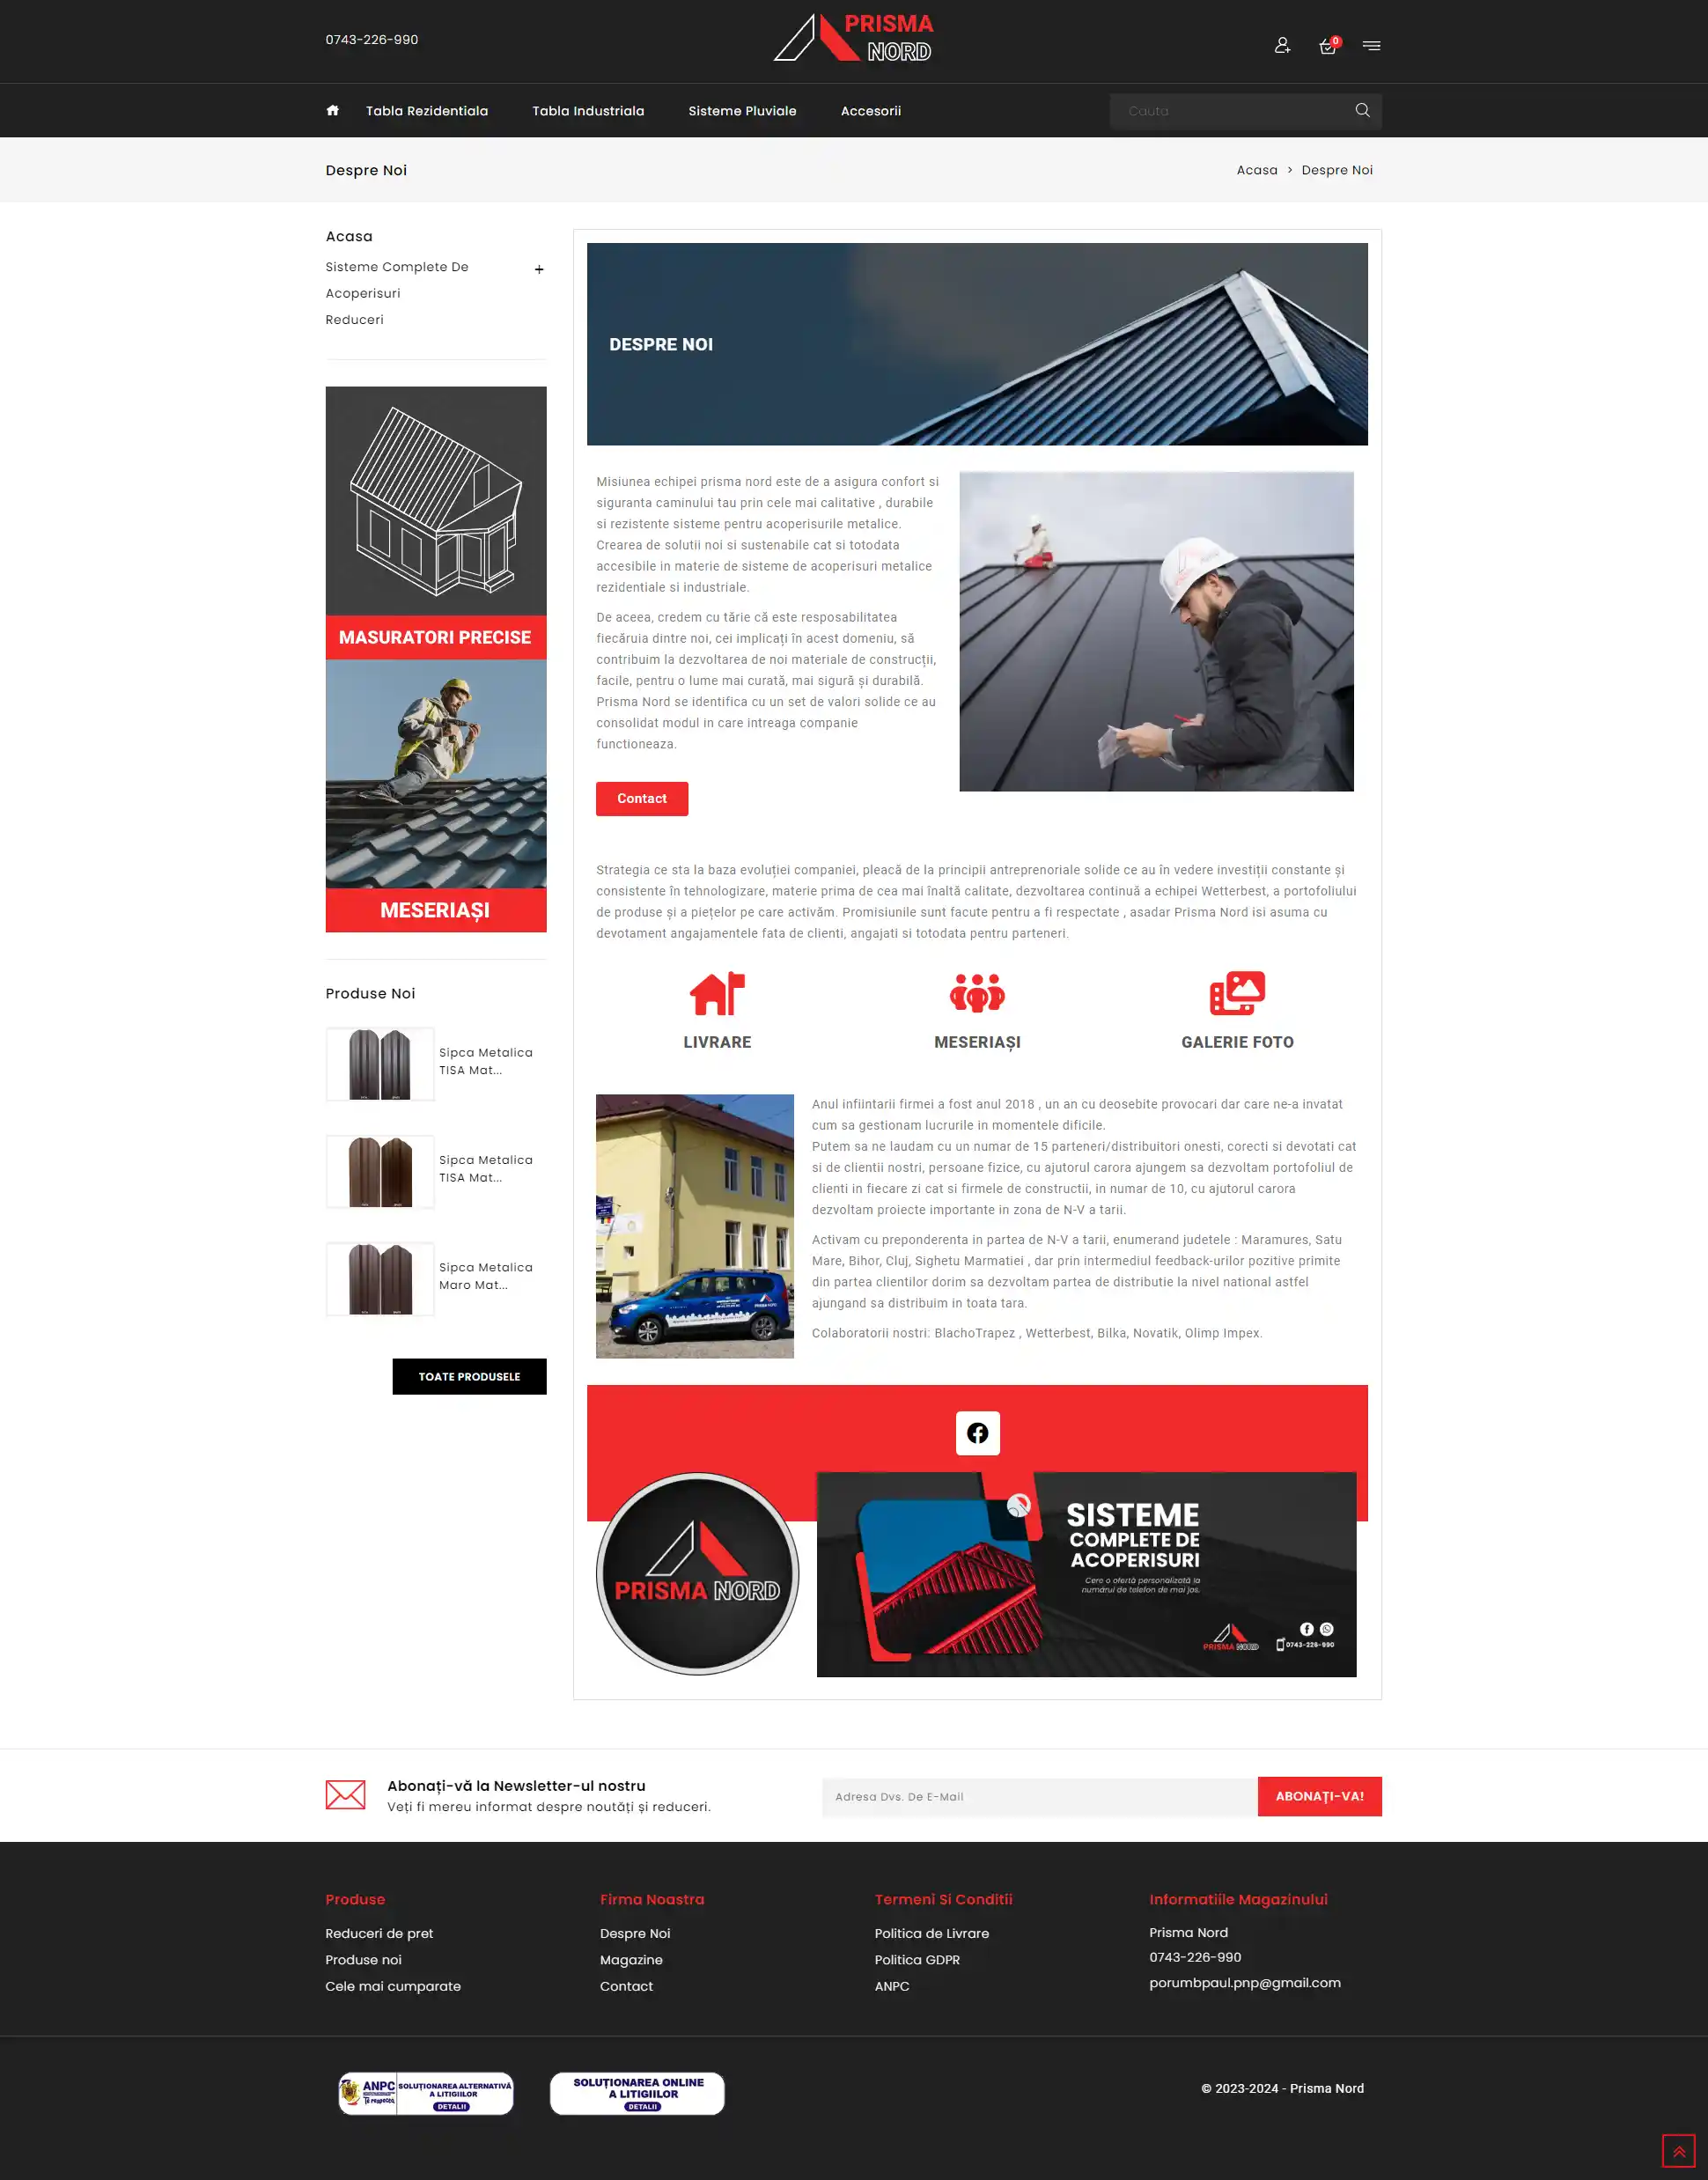 0743-226-990
PRISMA
NORD
0
Tabla Rezidentiala
Tabla Industriala
Sisteme Pluviale
Accesorii
Cauta
Despre Noi
Acasa > Despre Noi
Acasa
Sisteme Complete De
Acoperisuri
Reduceri
MASURATORI PRECISE
MESERIAȘI
Produse Noi
Sipca Metalica
TISA Mat...
Sipca Metalica
TISA Mat...
Sipca Metalica
Maro Mat...
TOATE PRODUSELE
DESPRE NOI
Misiunea echipei prisma nord este de a asigura confort si
siguranta caminului tau prin cele mai calitative , durabile
si rezistente sisteme pentru acoperisurile metalice.
Crearea de solutii noi si sustenabile cat si totodata
accesibile in materie de sisteme de acoperisuri metalice
rezidentiale si industriale.
De aceea, credem cu tărie că este resposabilitatea
fiecăruia dintre noi, cei implicați în acest domeniu, să
contribuim la dezvoltarea de noi materiale de construcții,
facile, pentru o lume mai curată, mai sigură și durabilă.
Prisma Nord se identifica cu un set de valori solide ce au
consolidat modul in care intreaga companie
functioneaza.
Contact
Strategia ce sta la baza evoluției companiei, pleacă de la principii antreprenoriale solide ce au în vedere investiții constante și
consistente în tehnologizare, materie prima de cea mai înaltă calitate, dezvoltarea continuă a echipei Wetterbest, a portofoliului
de produse și a piețelor pe care activăm. Promisiunile sunt facute pentru a fi respectate , asadar Prisma Nord isi asuma cu
devotament angajamentele fata de clienti, angajati si totodata pentru parteneri.
LIVRARE
MESERIAȘI
GALERIE FOTO
Anul infiintarii firmei a fost anul 2018 , un an cu deosebite provocari dar care ne-a invatat
cum sa gestionam lucrurile in momentele dificile.
Putem sa ne laudam cu un numar de 15 parteneri/distribuitori onesti, corecti si devotati cat
si de clientii nostri, persoane fizice, cu ajutorul carora ajungem sa dezvoltam portofoliul de
clienti in fiecare zi cat si firmele de constructii, in numar de 10, cu ajutorul carora
dezvoltam proiecte importante in zona de N-V a tarii.
Activam cu preponderenta in partea de N-V a tarii, enumerand judetele : Maramures, Satu
Mare, Bihor, Cluj, Sighetu Marmatiei , dar prin intermediul feedback-urilor pozitive primite
din partea clientilor dorim sa dezvoltam partea de distributie la nivel national astfel
ajungand sa distribuim in toata tara.
Colaboratorii nostri: BlachoTrapez , Wetterbest, Bilka, Novatik, Olimp Impex.
PRISMA NORD
SISTEME
COMPLETE DE
ACOPERISURI
Cere o ofertă personalizată la
numărul de telefon de mai jos.
PRISMA NORD
0743-226-990
Abonați-vă la Newsletter-ul nostru
Veți fi mereu informat despre noutăți și reduceri.
Adresa Dvs. De E-Mail
ABONAȚI-VA!
Produse
Reduceri de pret
Produse noi
Cele mai cumparate
Firma Noastra
Despre Noi
Magazine
Contact
Termeni Si Conditii
Politica de Livrare
Politica GDPR
ANPC
Informatiile Magazinului
Prisma Nord
0743-226-990
porumbpaul.pnp@gmail.com
ANPC
Te respectă
SOLUȚIONAREA ALTERNATIVĂ
A LITIGIILOR
DETALII
SOLUȚIONAREA ONLINE
A LITIGIILOR
DETALII
© 2023-2024 - Prisma Nord